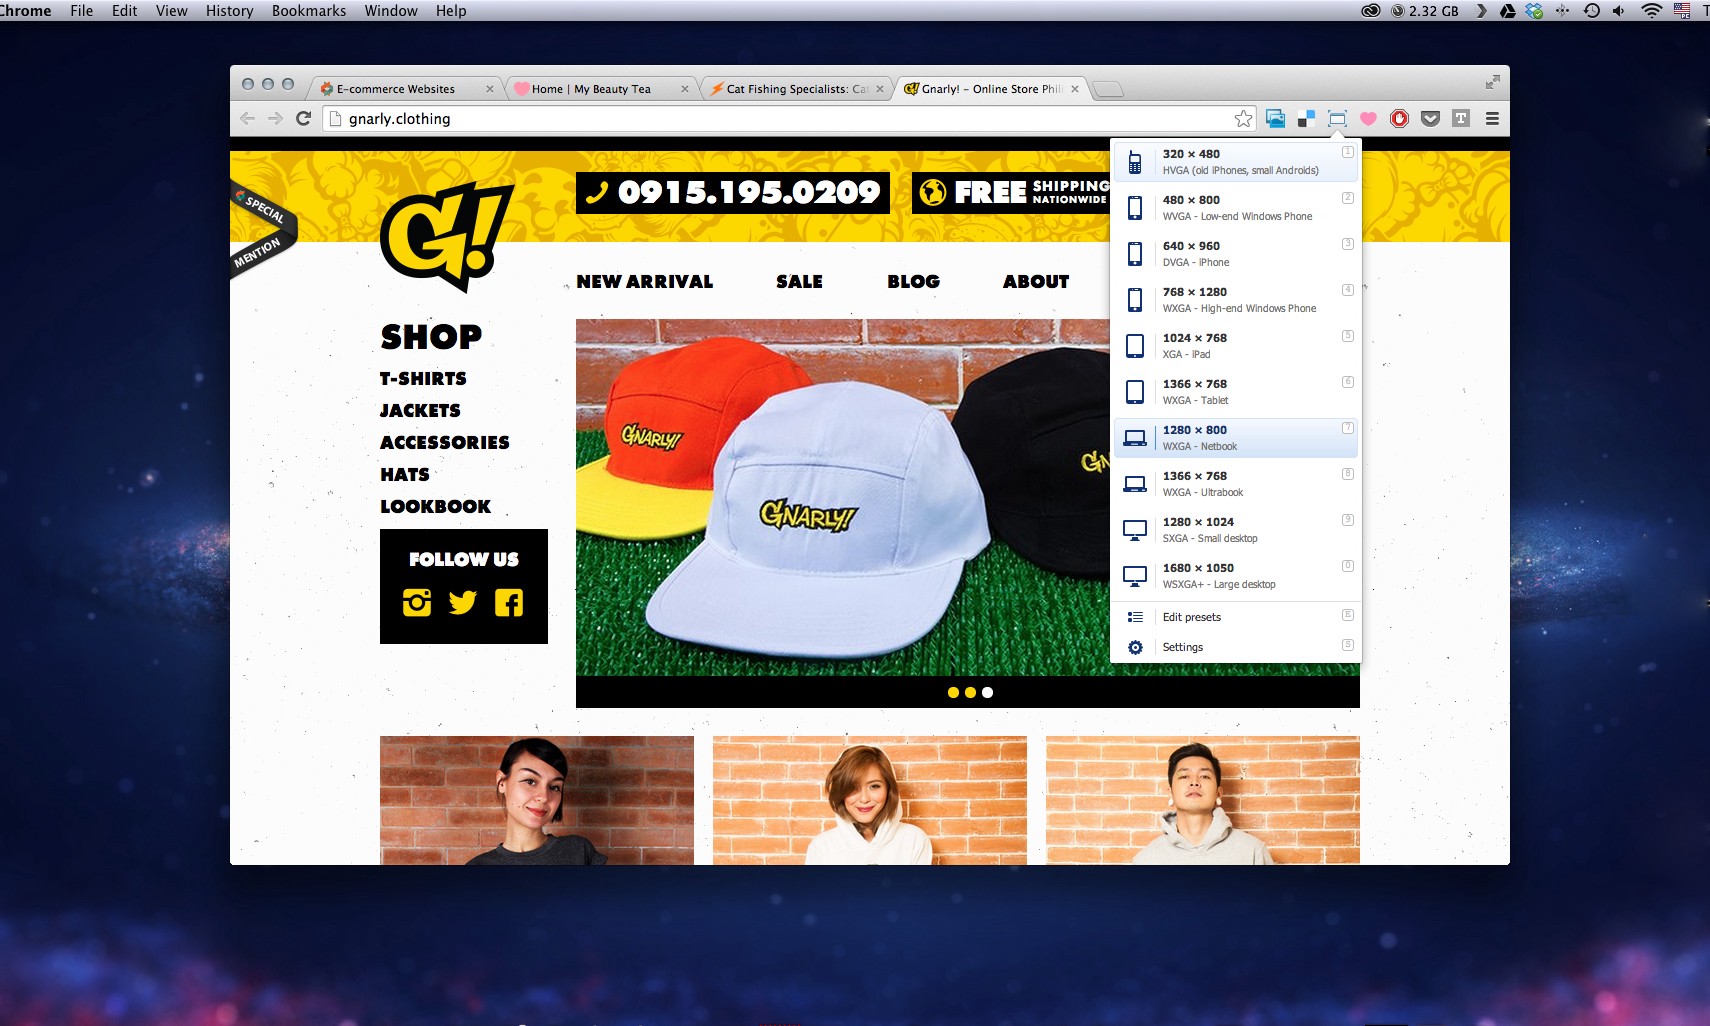 Chrome File Edit View History Bookmarks Window Help 2.32 GB
E-commerce Websites Home | My Beauty Tea Cat Fishing Specialists: Cat Gnarly! - Online Store Phili
gnarly.clothing
SPECIAL
MENTION
G!
0915.195.0209
FREE SHIPPING NATIONWIDE
NEW ARRIVAL SALE BLOG ABOUT
SHOP
T-SHIRTS
JACKETS
ACCESSORIES
HATS
LOOKBOOK
FOLLOW US
GNARLY!
GNARLY!
GN
320 × 480 1
HVGA (old iPhones, small Androids)
480 × 800 2
WVGA - Low-end Windows Phone
640 × 960 3
DVGA - iPhone
768 × 1280 4
WXGA - High-end Windows Phone
1024 × 768 5
XGA - iPad
1366 × 768 6
WXGA - Tablet
1280 × 800 7
WXGA - Netbook
1366 × 768 8
WXGA - Ultrabook
1280 × 1024 9
SXGA - Small desktop
1680 × 1050 0
WSXGA+ - Large desktop
Edit presets E
Settings S